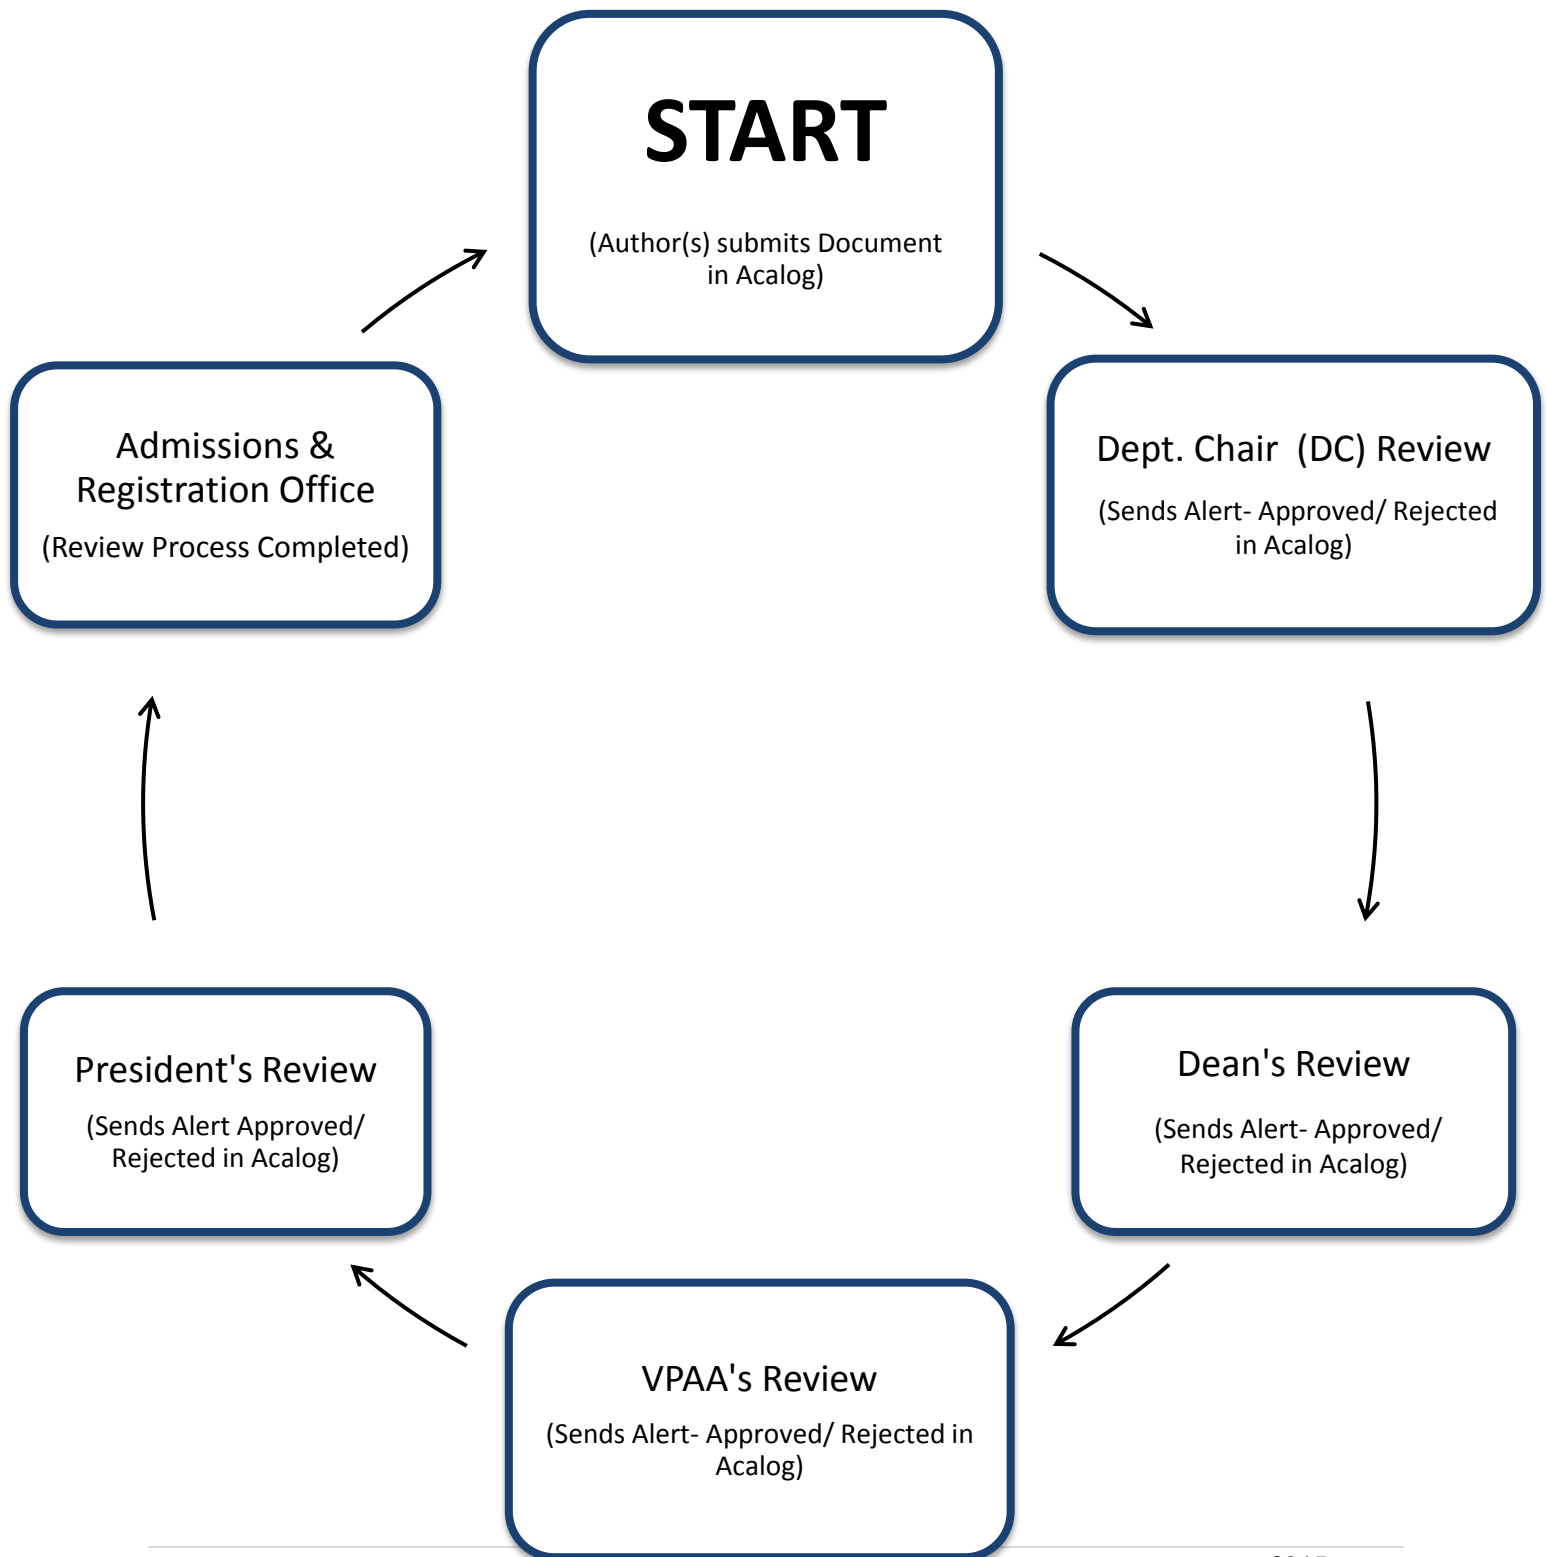 START
(Author(s) submits Document
in Acalog)
Dept. Chair (DC) Review
(Sends Alert- Approved/ Rejected
in Acalog)
Dean's Review
(Sends Alert- Approved/
Rejected in Acalog)
VPAA's Review
(Sends Alert- Approved/ Rejected in
Acalog)
President's Review
(Sends Alert Approved/
Rejected in Acalog)
Admissions &
Registration Office
(Review Process Completed)